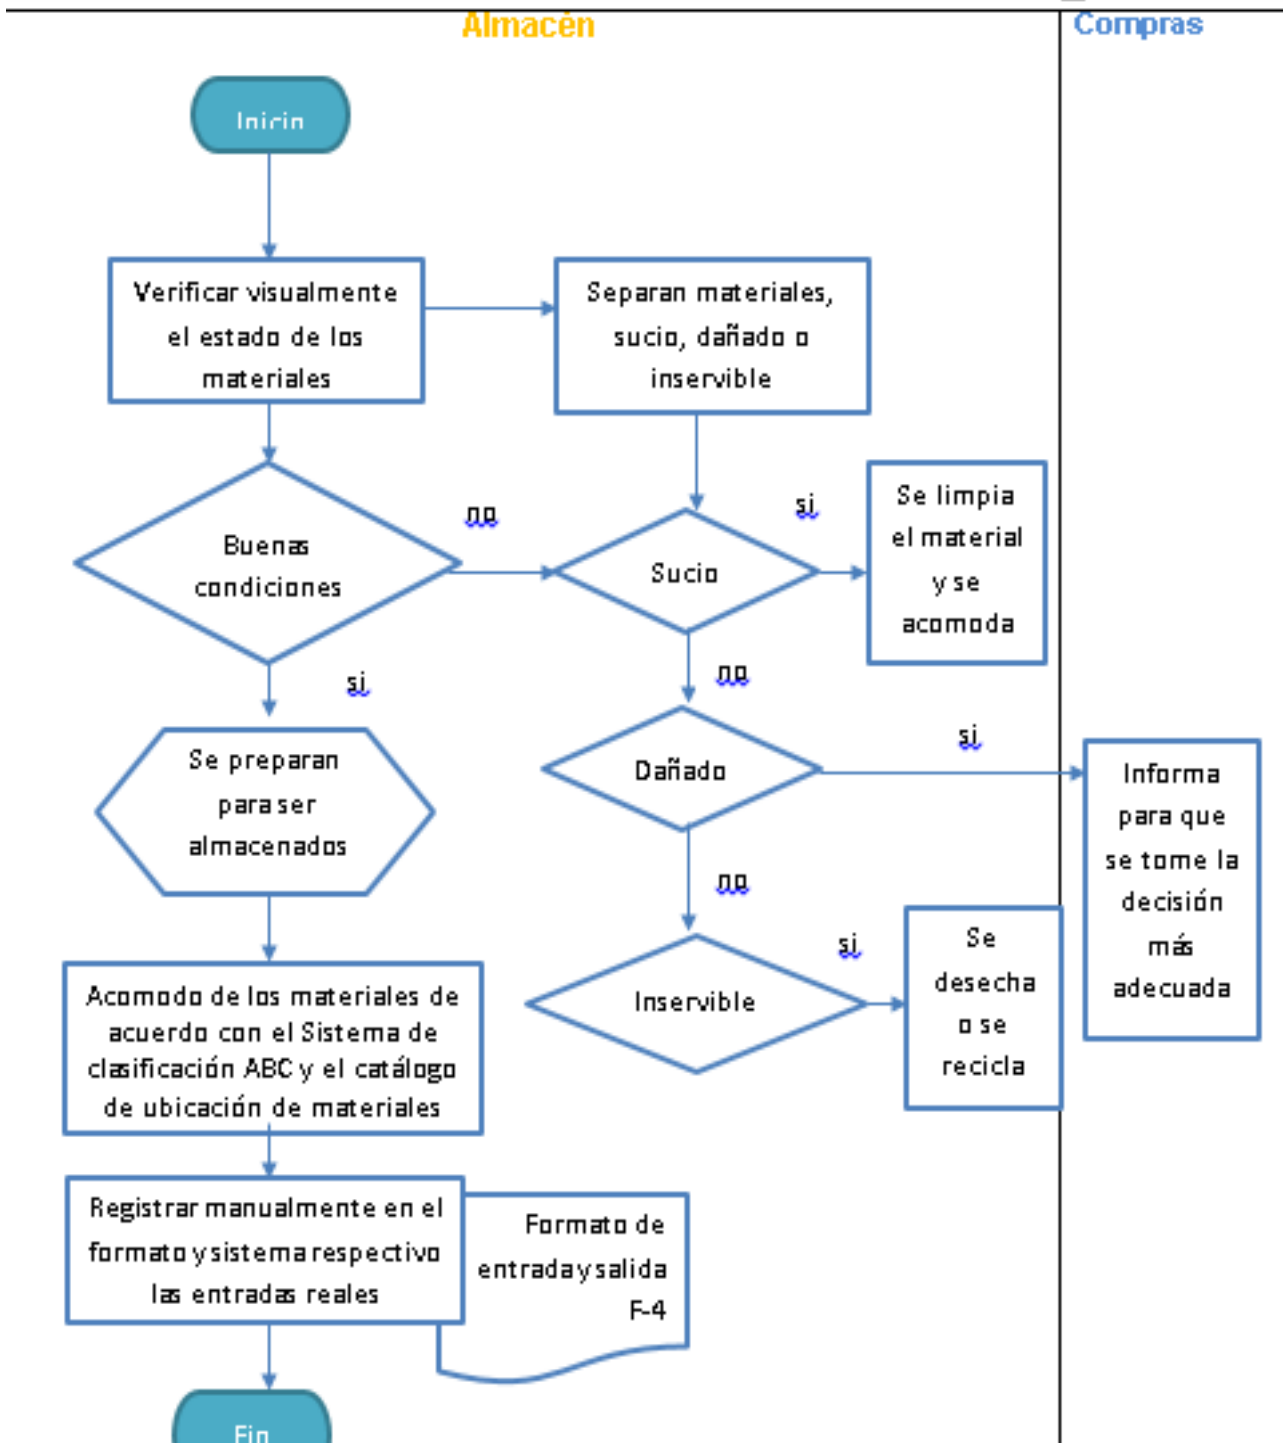 Almacén
Compras
Inicio
Verificar visualmente
el estado de los
materiales
Separan materiales,
sucio, dañado o
inservible
Buenas
condiciones
no
Sucio
si
Se limpia
el material
y se
acomoda
si
no
Se preparan
para ser
almacenados
Dañado
si
Informa
para que
se tome la
decisión
más
adecuada
no
Inservible
si
Se
desecha
o se
recicla
Acomodo de los materiales de
acuerdo con el Sistema de
clasificación ABC y el catálogo
de ubicación de materiales
Registrar manualmente en el
formato y sistema respectivo
las entradas reales
Formato de
entrada y salida
F-4
Fin